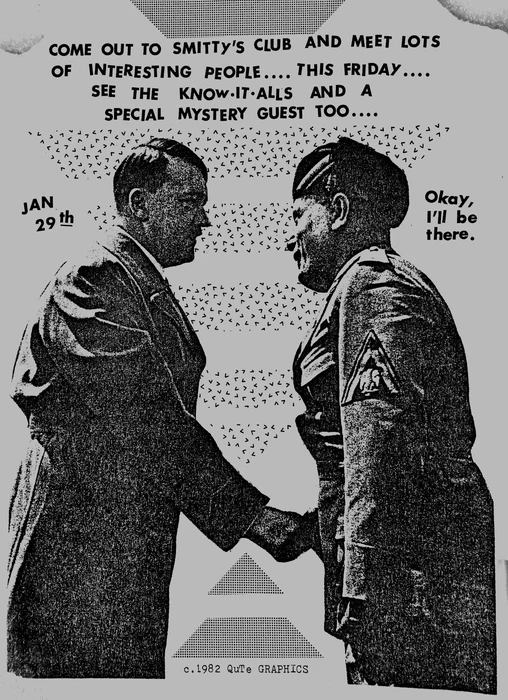 COME OUT TO SMITTY'S CLUB AND MEET LOTS
OF INTERESTING PEOPLE.... THIS FRIDAY....
SEE THE KNOW·IT·ALLS AND A
SPECIAL MYSTERY GUEST TOO....
JAN
29th
Okay,
I'll be
there.
c.1982 QuTe GRAPHICS